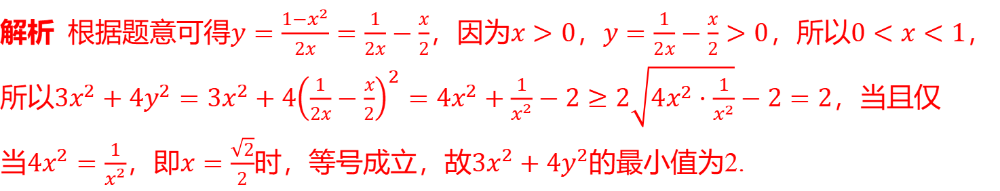 解析 根据题意可得$y=\frac{1-x^2}{2x}=\frac{1}{2x}-\frac{x}{2}$，因为$x>0$，$y=\frac{1}{2x}-\frac{x}{2}>0$，所以$0<x<1$，
所以$3x^2+4y^2=3x^2+4\left(\frac{1}{2x}-\frac{x}{2}\right)^2=4x^2+\frac{1}{x^2}-2\geq 2\sqrt{4x^2\cdot\frac{1}{x^2}}-2=2$，当且仅
当$4x^2=\frac{1}{x^2}$，即$x=\frac{\sqrt{2}}{2}$时，等号成立，故$3x^2+4y^2$的最小值为2.